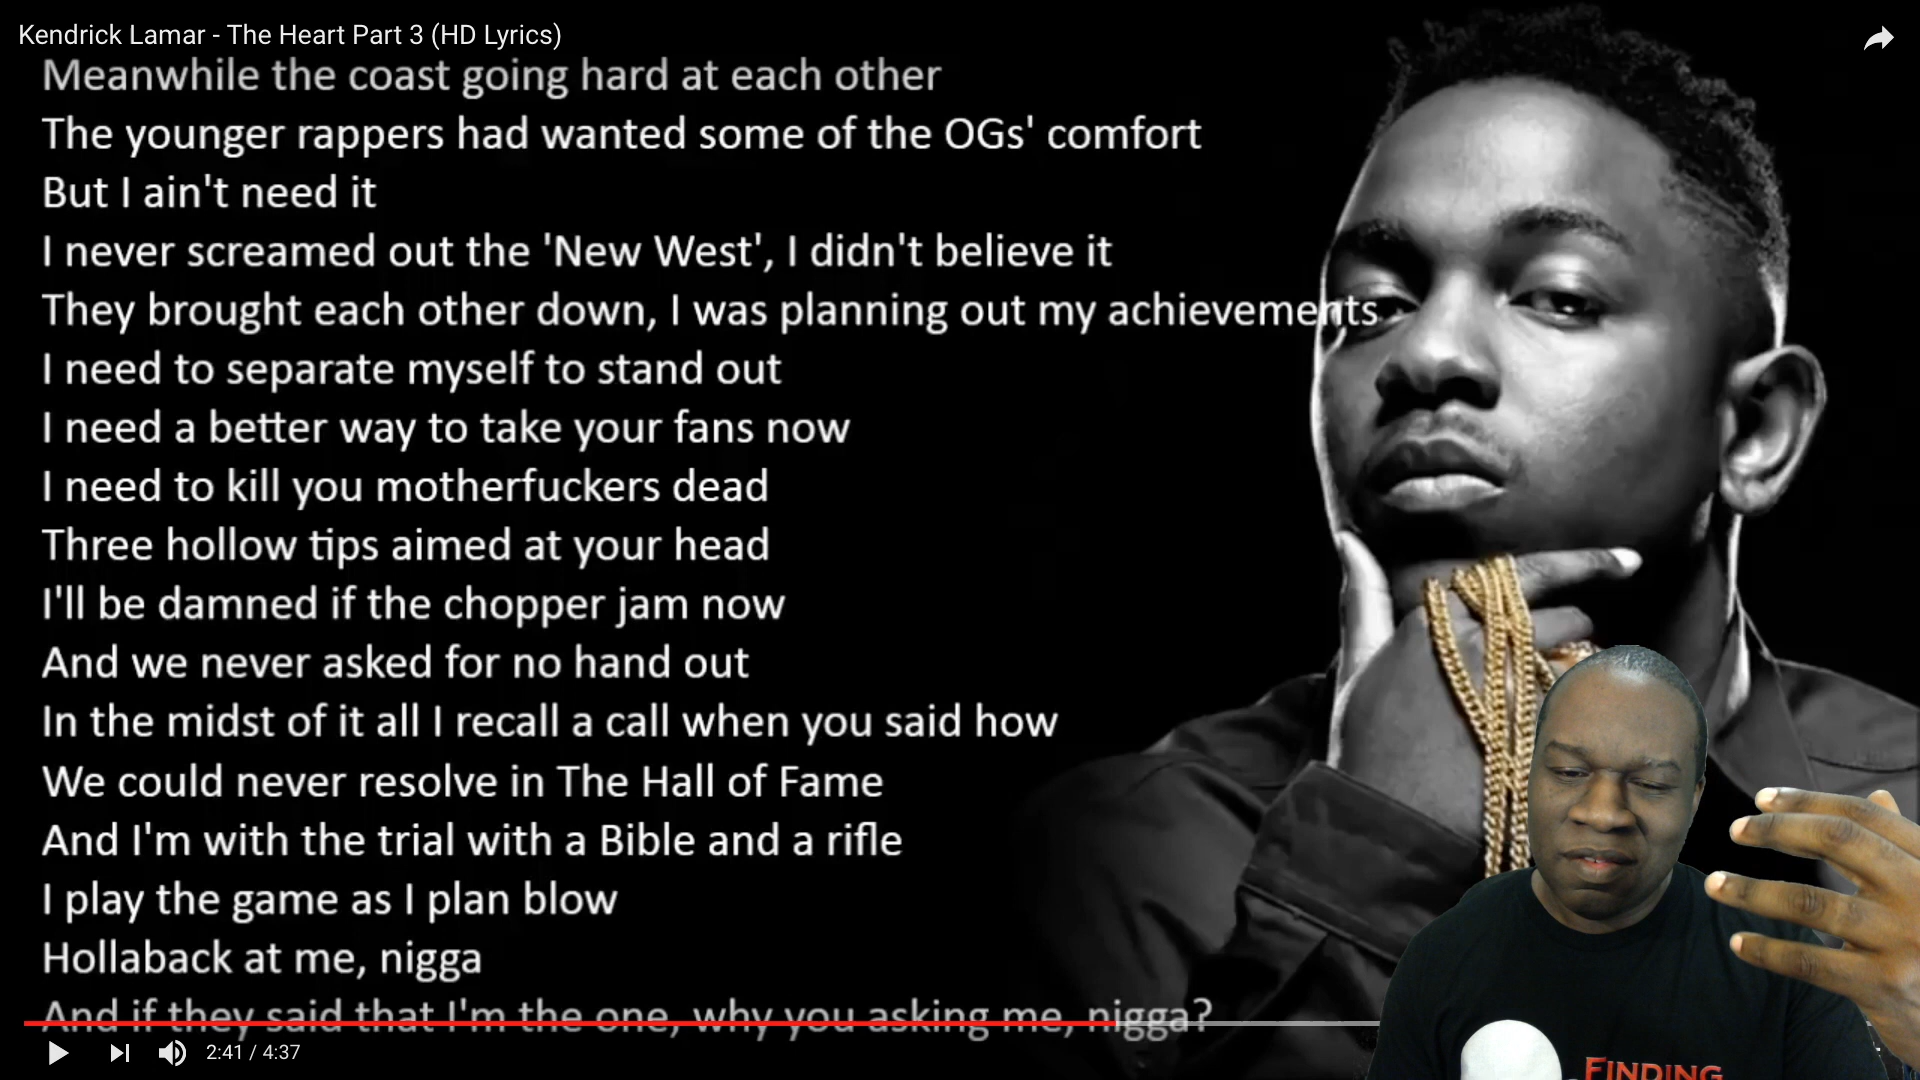 Kendrick Lamar - The Heart Part 3 (HD Lyrics)
Meanwhile the coast going hard at each other
The younger rappers had wanted some of the OGs' comfort
But I ain't need it
I never screamed out the 'New West', I didn't believe it
They brought each other down, I was planning out my achievements
I need to separate myself to stand out
I need a better way to take your fans now
I need to kill you motherfuckers dead
Three hollow tips aimed at your head
I'll be damned if the chopper jam now
And we never asked for no hand out
In the midst of it all I recall a call when you said how
We could never resolve in The Hall of Fame
And I'm with the trial with a Bible and a rifle
I play the game as I plan blow
Hollaback at me, nigga
And if they said that I'm the one, why you asking me, nigga?
2:41 / 4:37
FINDING